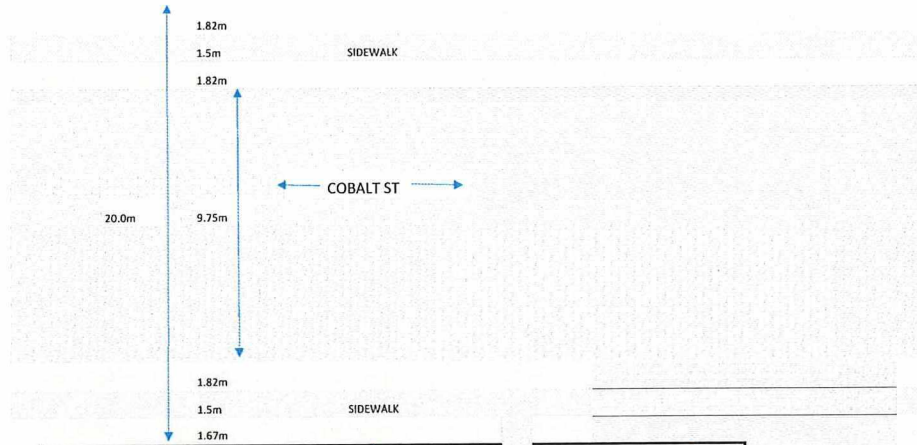 1.82m
1.5m SIDEWALK
1.82m
COBALT ST
20.0m 9.75m
1.82m
1.5m SIDEWALK
1.67m